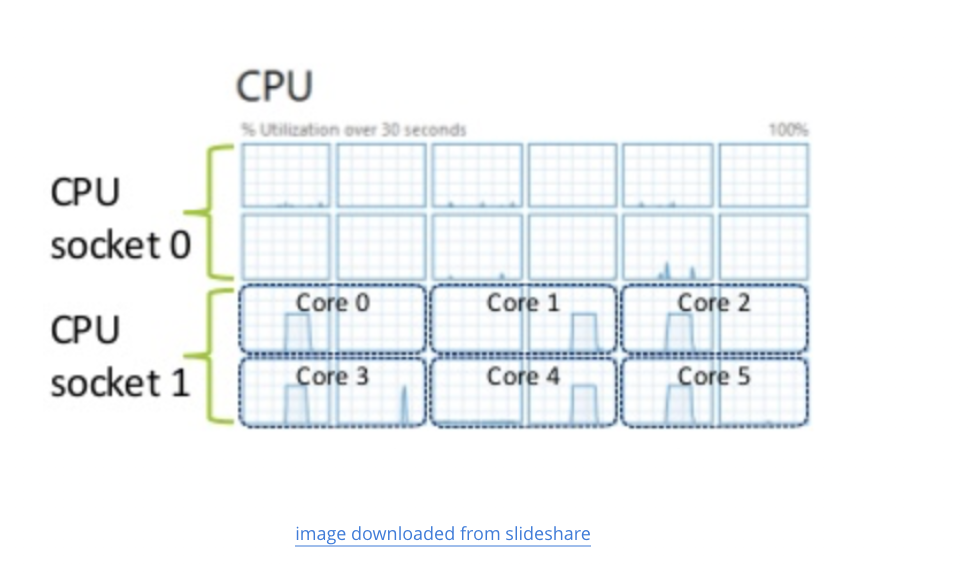 CPU
% Utilization over 30 seconds 100%
CPU
socket 0
CPU
socket 1
Core 0 Core 1 Core 2
Core 3 Core 4 Core 5
image downloaded from slideshare